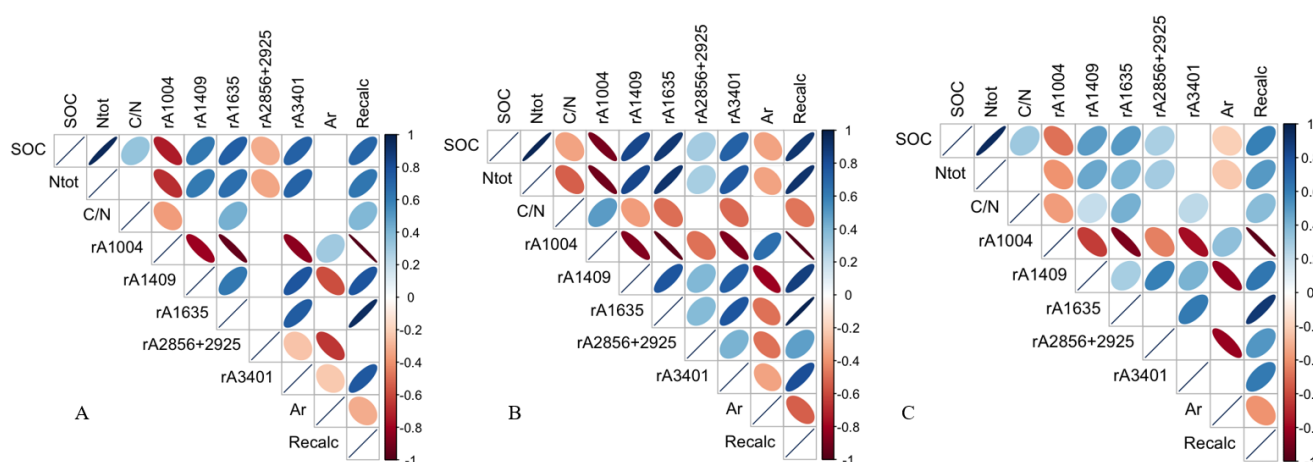 SOC
Ntot
C/N
rA1004
rA1409
rA1635
rA2856+2925
rA3401
Ar
Recalc
SOC
Ntot
C/N
rA1004
rA1409
rA1635
rA2856+2925
rA3401
Ar
Recalc
1
0.8
0.6
0.4
0.2
0
-0.2
-0.4
-0.6
-0.8
-1
A
SOC
Ntot
C/N
rA1004
rA1409
rA1635
rA2856+2925
rA3401
Ar
Recalc
SOC
Ntot
C/N
rA1004
rA1409
rA1635
rA2856+2925
rA3401
Ar
Recalc
1
0.8
0.6
0.4
0.2
0
-0.2
-0.4
-0.6
-0.8
-1
B
SOC
Ntot
C/N
rA1004
rA1409
rA1635
rA2856+2925
rA3401
Ar
Recalc
SOC
Ntot
C/N
rA1004
rA1409
rA1635
rA2856+2925
rA3401
Ar
Recalc
C